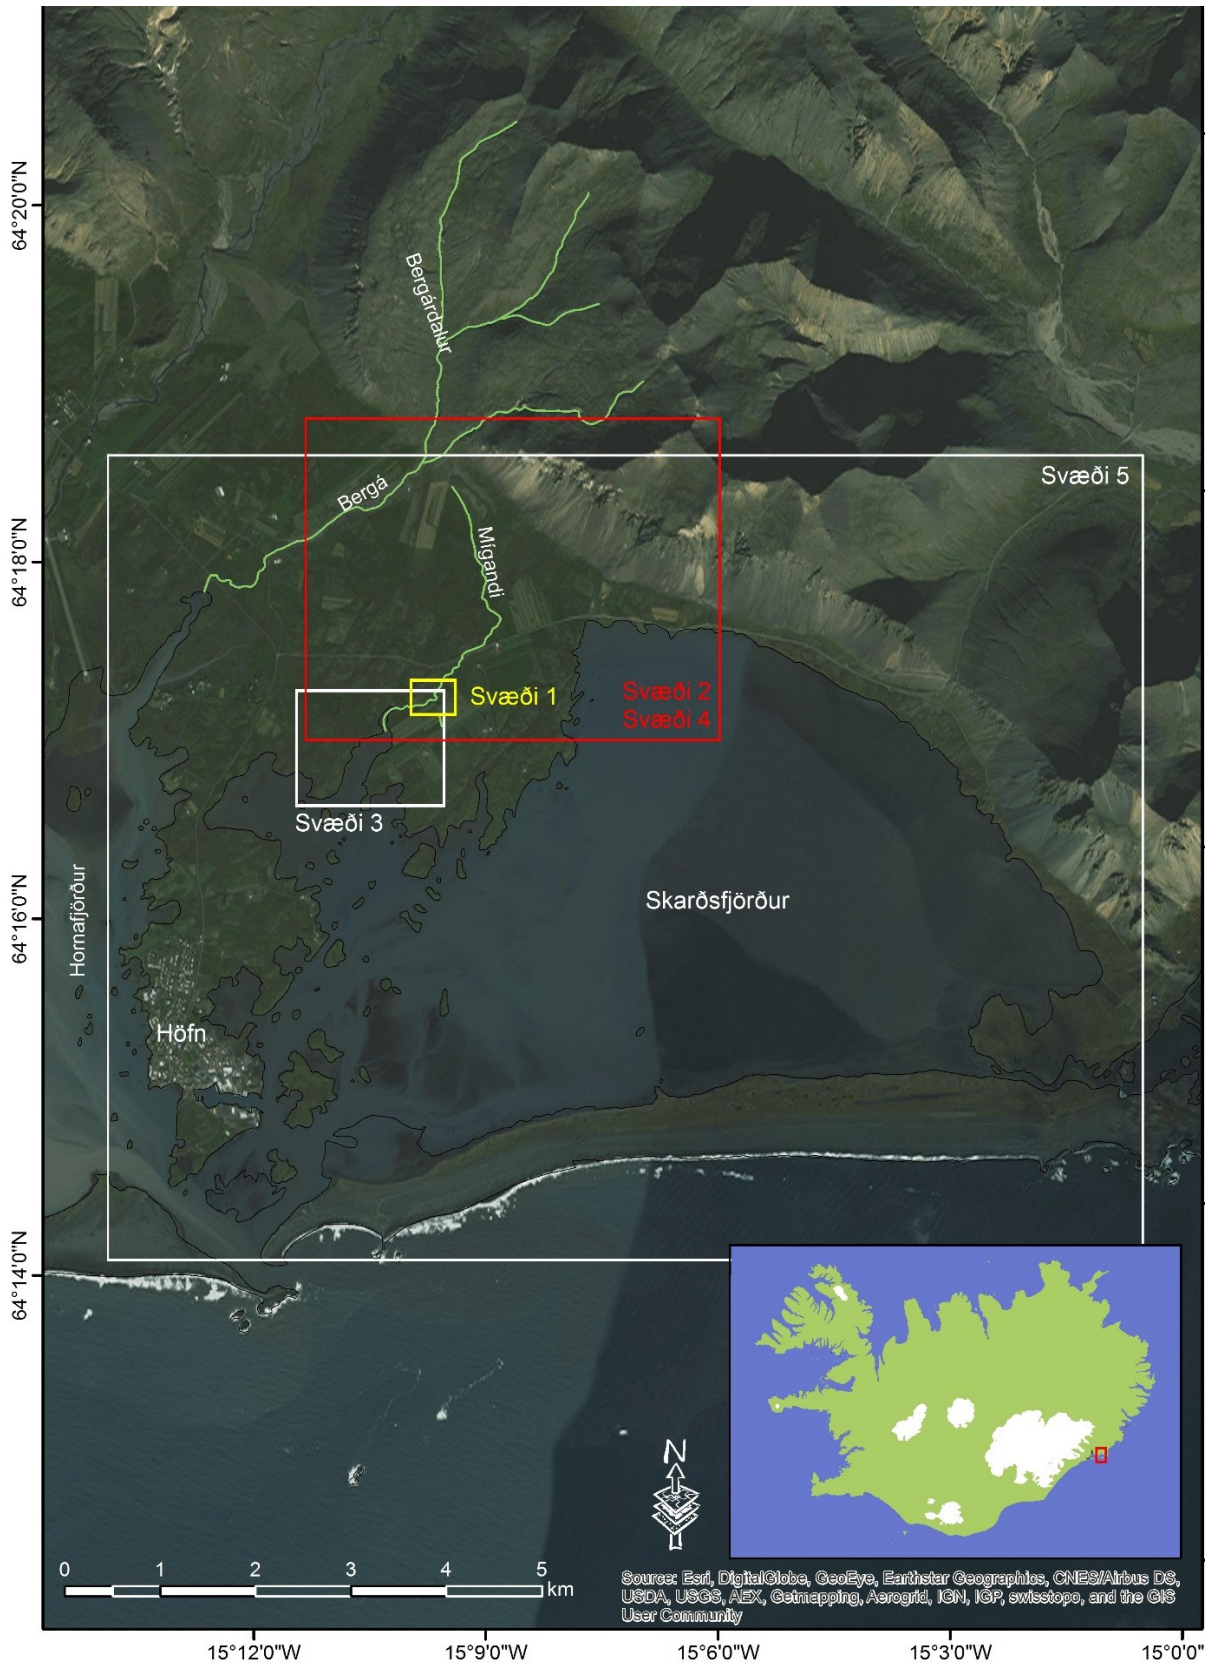 64°20'0"N
Bergárdalur
Svæði 5
Bergá
64°18'0"N
Mígandi
Svæði 1
Svæði 2
Svæði 4
Svæði 3
Skarðsfjörður
Hornafjörður
64°16'0"N
Höfn
64°14'0"N
N
0 1 2 3 4 5
km
Source: Esri, DigitalGlobe, GeoEye, Earthstar Geographics, CNES/Airbus DS,
USDA, USGS, AEX, Getmapping, Aerogrid, IGN, IGP, swisstopo, and the GIS
User Community
15°12'0"W 15°9'0"W 15°6'0"W 15°3'0"W 15°0'0"